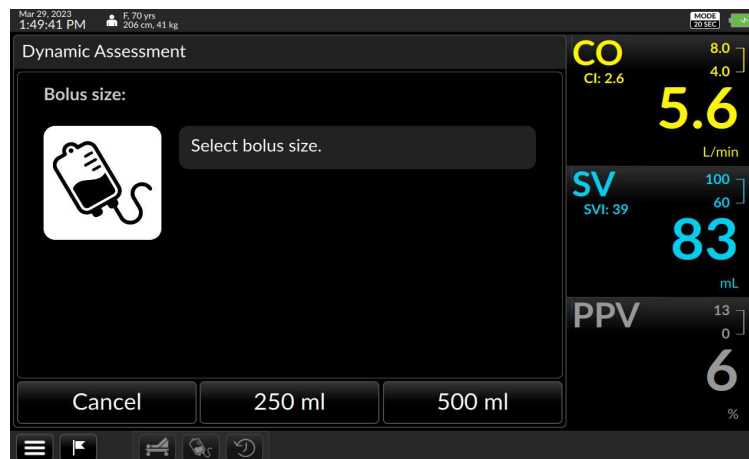 Mar 29, 2023
1:49:41 PM
F, 70 yrs
206 cm, 41 kg
MODE
20 SEC
Dynamic Assessment
Bolus size:
Select bolus size.
Cancel
250 ml
500 ml
CO
CI: 2.6
8.0
4.0
5.6
L/min
SV
SVI: 39
100
60
83
mL
PPV
13
0
6
%